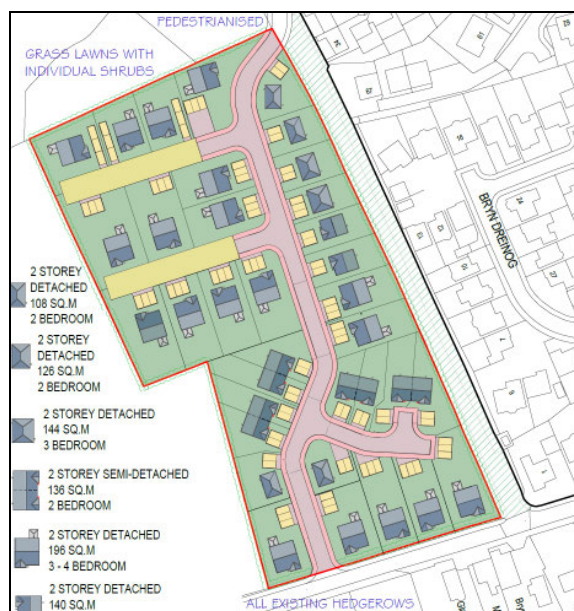 PEDESTRIANISED
GRASS LAWNS WITH
INDIVIDUAL SHRUBS
BRYN DREINOG
2 STOREY
DETACHED
108 SQ.M
2 BEDROOM
2 STOREY
DETACHED
126 SQ.M
2 BEDROOM
2 STOREY DETACHED
144 SQ.M
3 BEDROOM
2 STOREY SEMI-DETACHED
136 SQ.M
2 BEDROOM
2 STOREY DETACHED
196 SQ.M
3 - 4 BEDROOM
2 STOREY DETACHED
140 SQ.M
ALL EXISTING HEDGEROWS